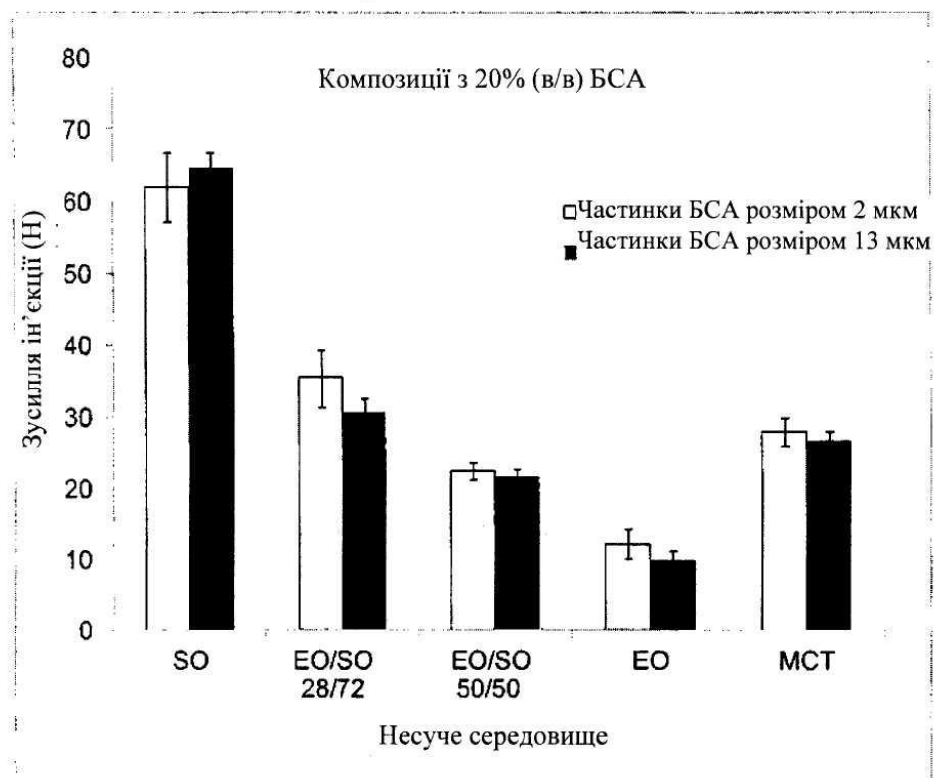 Композиції з 20% (в/в) БСА
Частинки БСА розміром 2 мкм
Частинки БСА розміром 13 мкм
Зусилля ін’єкції (Н)
80
70
60
50
40
30
20
10
0
SO
EO/SO
28/72
EO/SO
50/50
EO
MCT
Несуче середовище